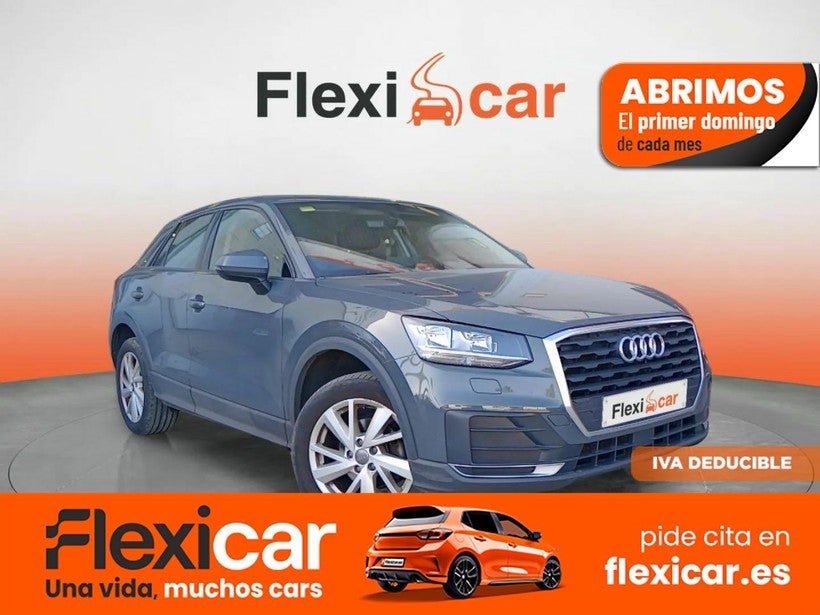 Flexicar
ABRIMOS
El primer domingo
de cada mes
Flexicar
IVA DEDUCIBLE
Flexicar
Una vida, muchos cars
pide cita en
flexicar.es